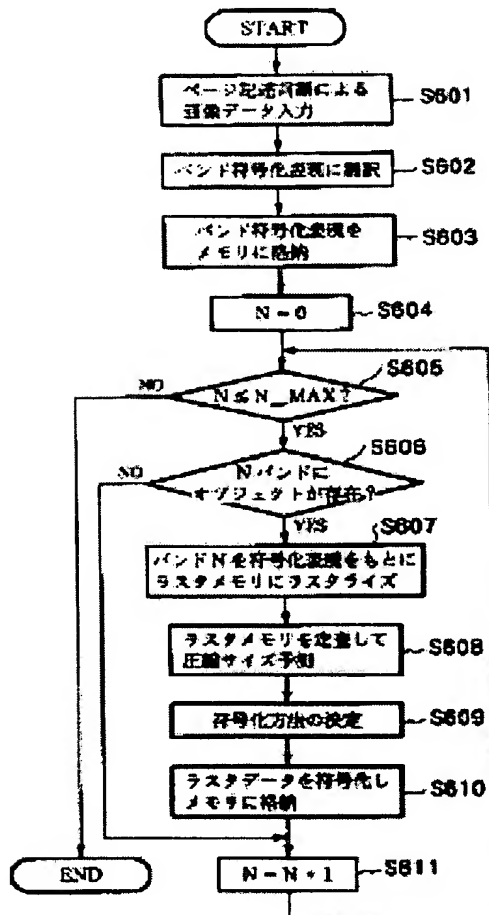 START
ページ記述言語による
画像データ入力
S601
バンド符号化表現に翻訳
S602
バンド符号化表現を
メモリに格納
S603
N=0
S604
S605
N≦N_MAX?
NO
YES
S606
Nバンドに
オブジェクトが存在?
NO
YES
S607
バンドNを符号化表現をもとに
ラスタメモリにラスタライズ
ラスタメモリを走査して
圧縮サイズ予測
S608
符号化方法の決定
S609
ラスタデータを符号化し
メモリに格納
S610
END
N=N+1
S611